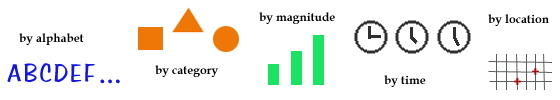 by alphabet
ABCDEF...
by category
by magnitude
by time
by location